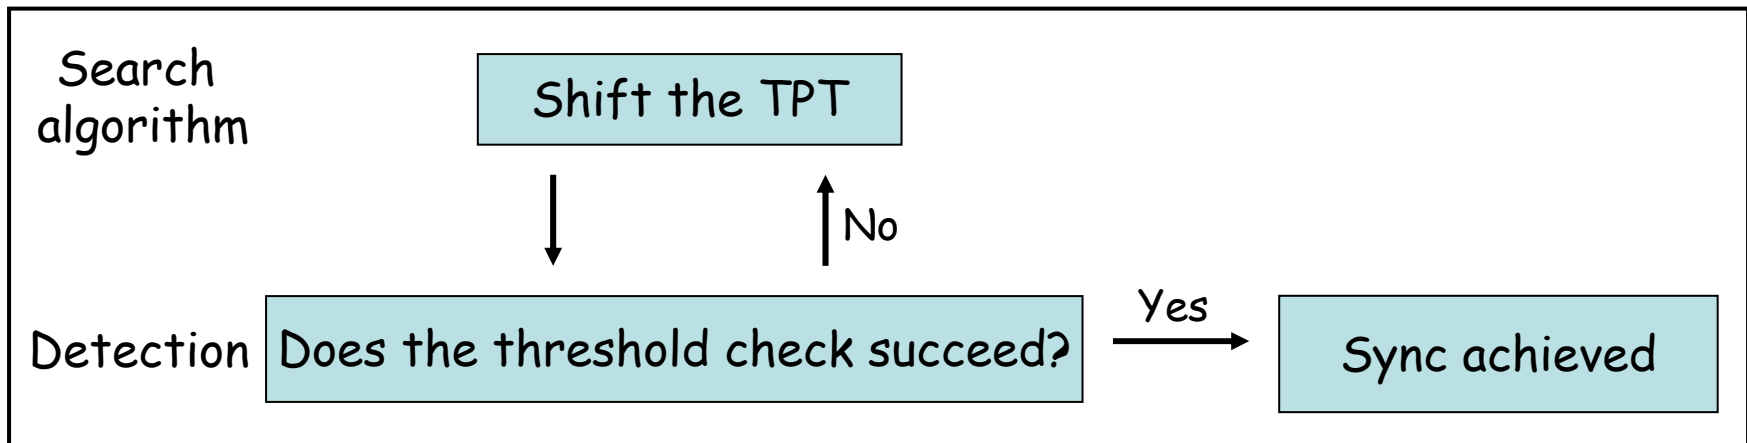 Search
algorithm
Shift the TPT
No
Yes
Detection
Does the threshold check succeed?
Sync achieved